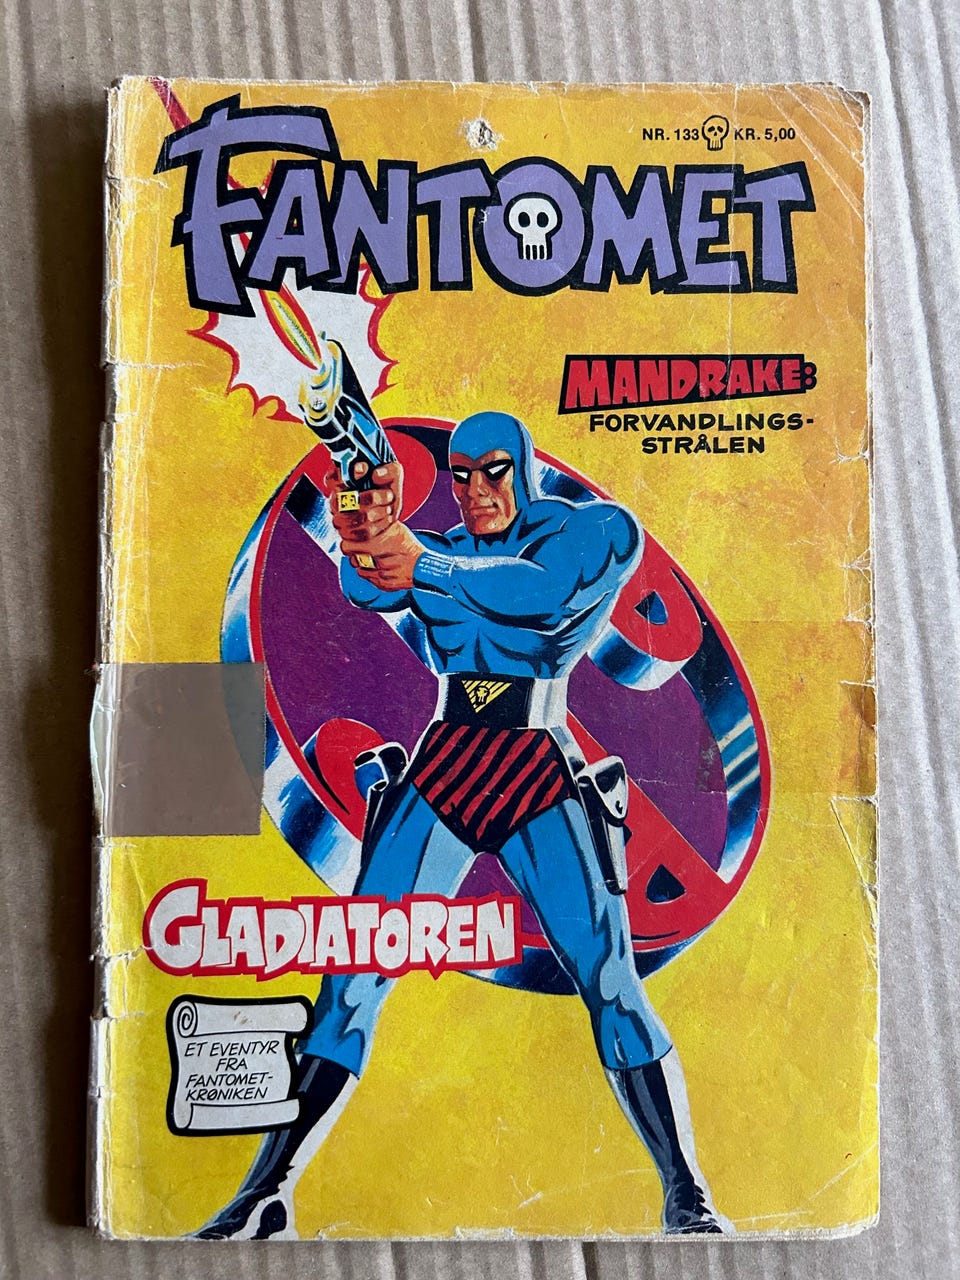 NR. 133 KR. 5,00
FANTOMET
MANDRAKE:
FORVANDLINGS-
STRÅLEN
GLADIATOREN
ET EVENTYR
FRA
FANTOMET-
KRØNIKEN